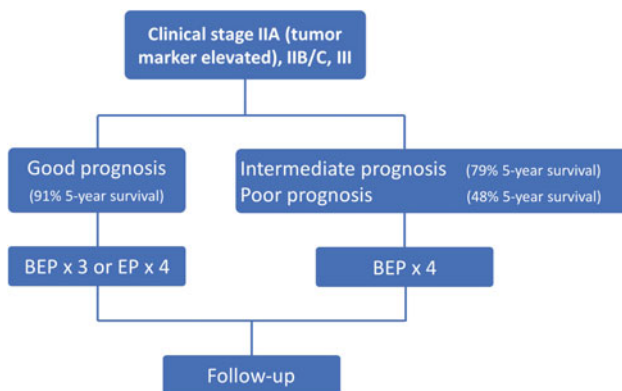 Clinical stage IIA (tumor
marker elevated), IIB/C, III
Good prognosis
(91% 5-year survival)
Intermediate prognosis (79% 5-year survival)
Poor prognosis (48% 5-year survival)
BEP x 3 or EP x 4
BEP x 4
Follow-up